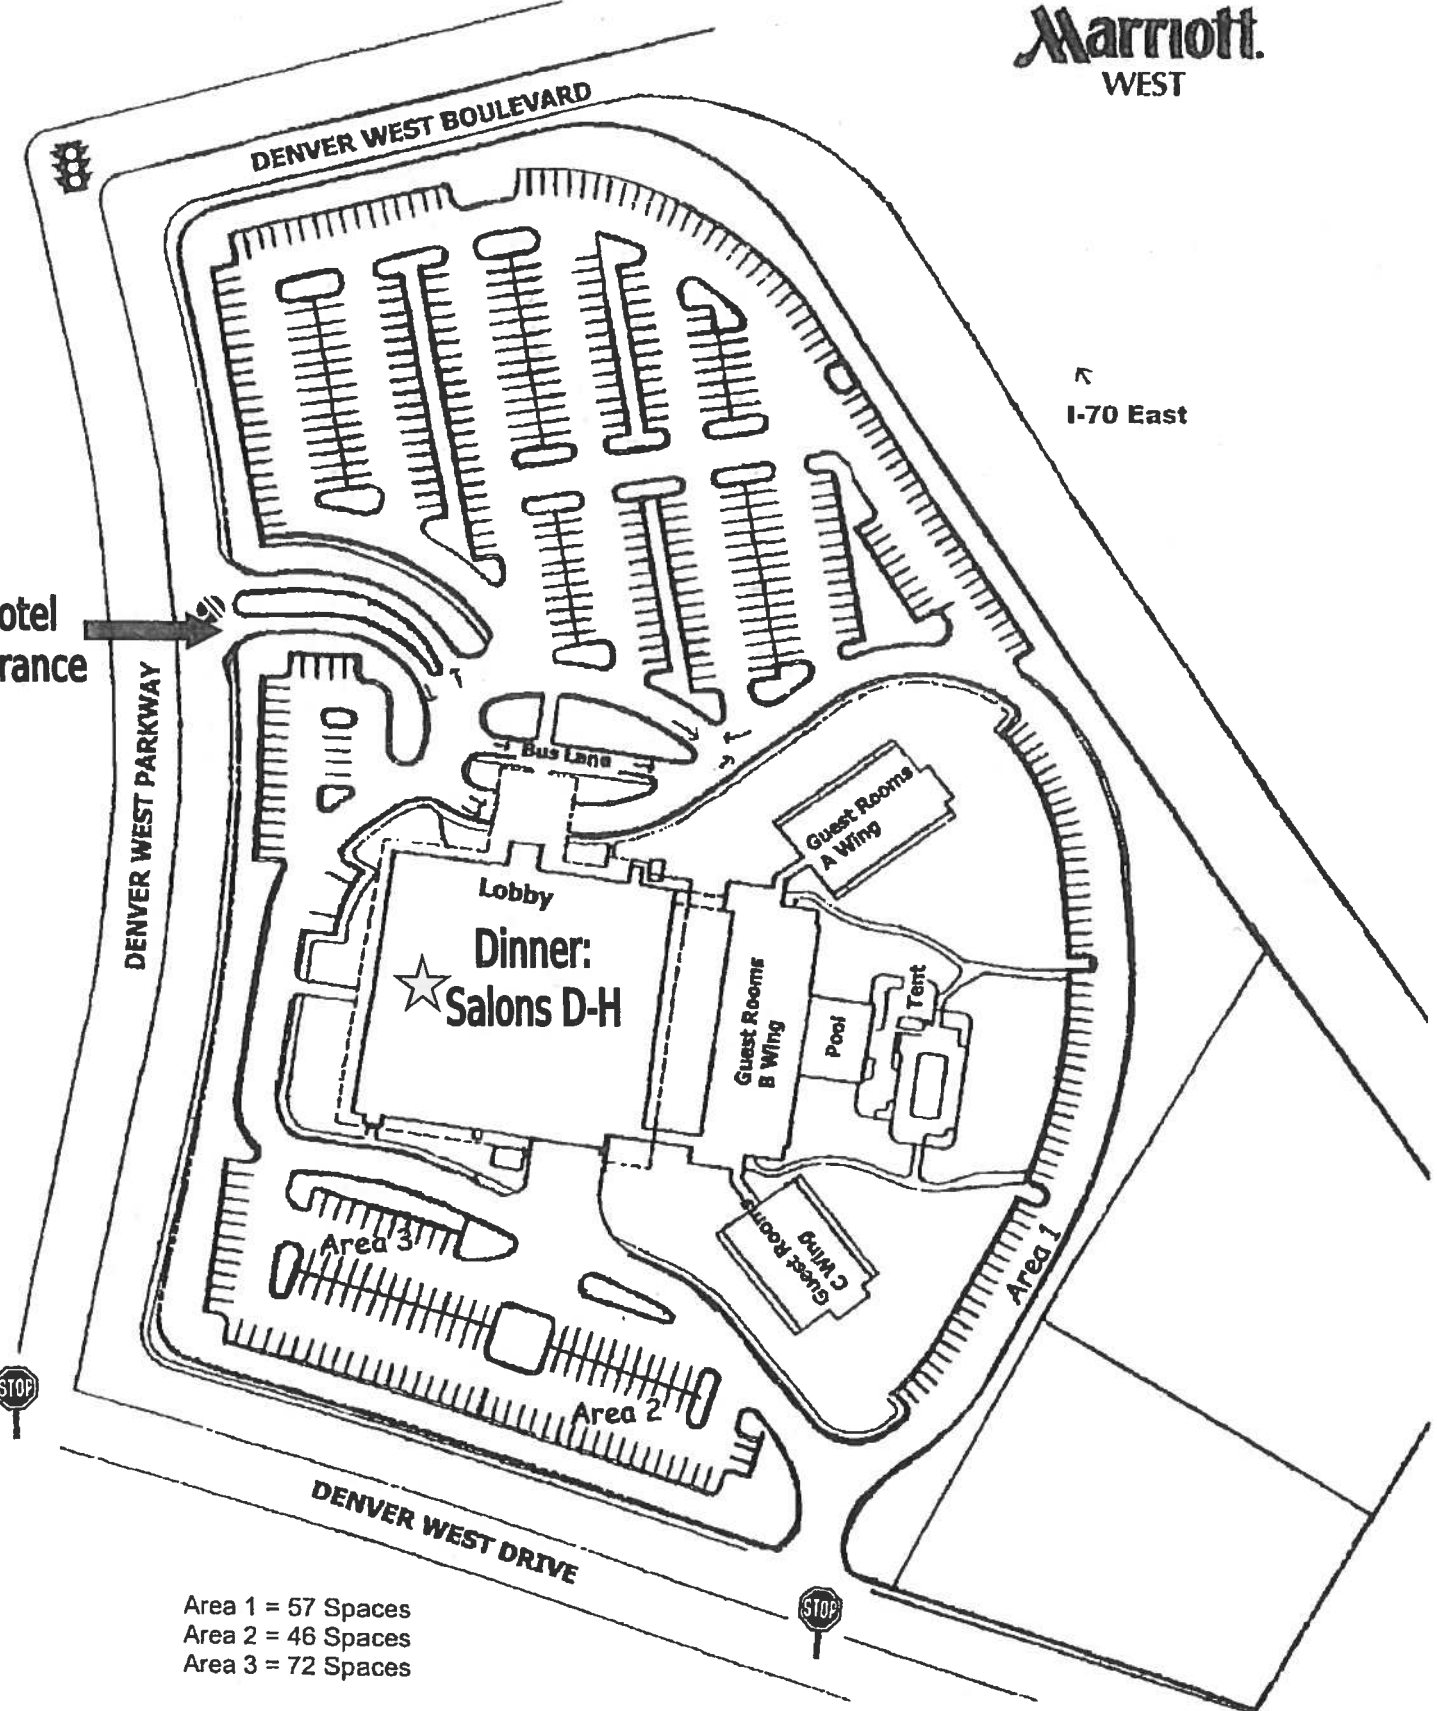 Marriott.
WEST
DENVER WEST BOULEVARD
I-70 East
otel
rance
DENVER WEST PARKWAY
Bus Lane
Guest Rooms
A Wing
Lobby
Dinner:
Salons D-H
Guest Rooms
B Wing
Pool
Tent
Guest Rooms
C Wing
Area 3
Area 1
Area 2
STOP
DENVER WEST DRIVE
STOP
Area 1 = 57 Spaces
Area 2 = 46 Spaces
Area 3 = 72 Spaces